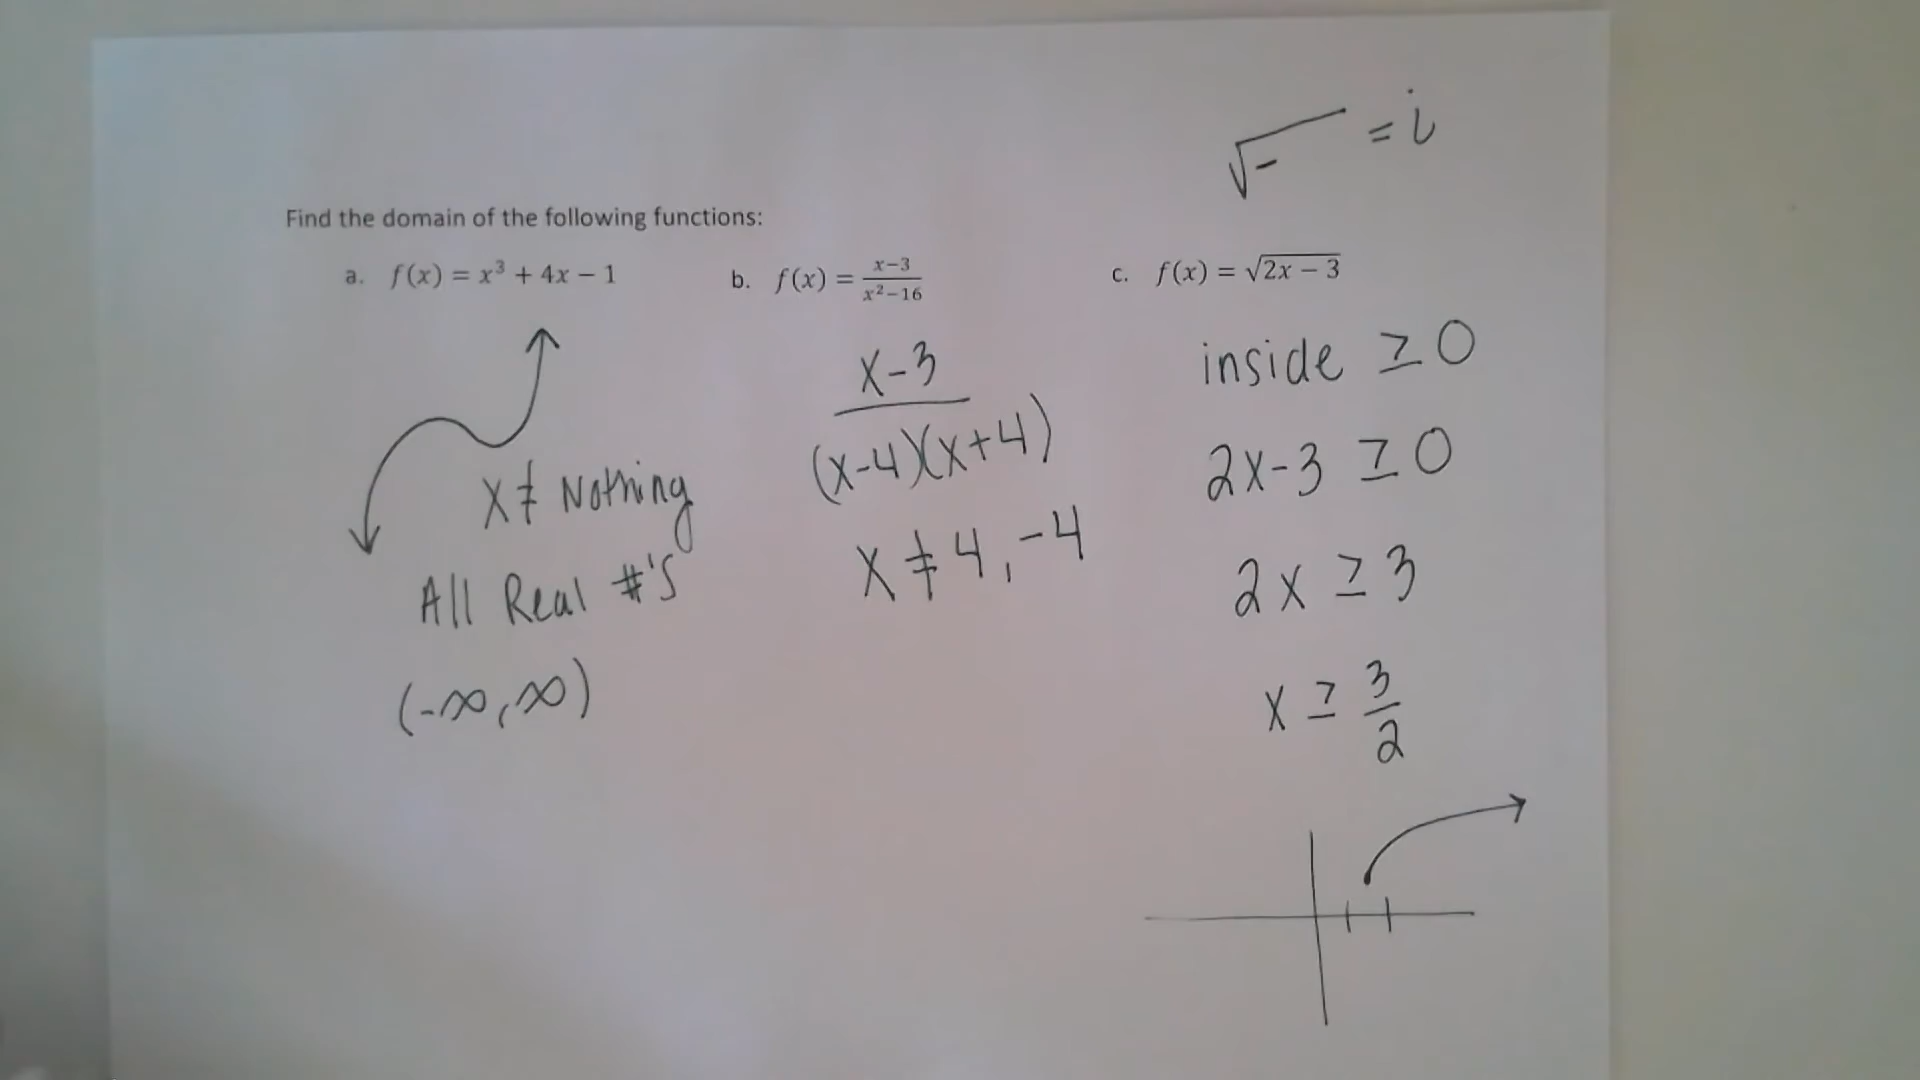 √- = i
Find the domain of the following functions:
a. f(x) = x³ + 4x − 1
b. f(x) = (x−3)/(x²−16)
c. f(x) = √(2x − 3)
X ≠ Nothing
All Real #'s
(-∞, ∞)
x-3
(x-4)(x+4)
x ≠ 4, -4
inside ≥ 0
2x-3 ≥ 0
2x ≥ 3
x ≥ 3/2